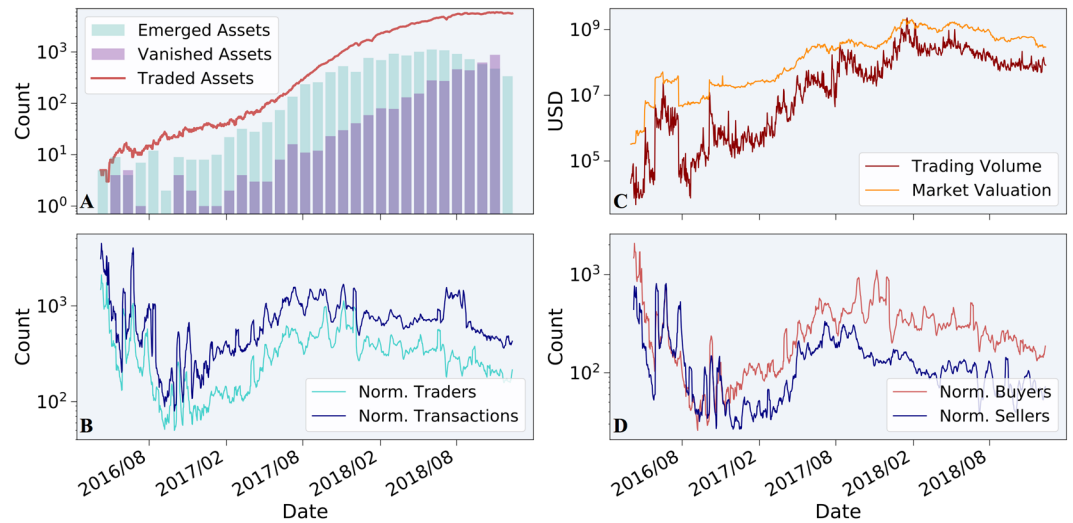 Emerged Assets
Vanished Assets
Traded Assets
Count
10³
10²
10¹
10⁰
A
Trading Volume
Market Valuation
USD
10⁹
10⁷
10⁵
C
Norm. Traders
Norm. Transactions
Count
10³
10²
B
2016/08
2017/02
2017/08
2018/02
2018/08
Date
Norm. Buyers
Norm. Sellers
Count
10³
10²
D
2016/08
2017/02
2017/08
2018/02
2018/08
Date